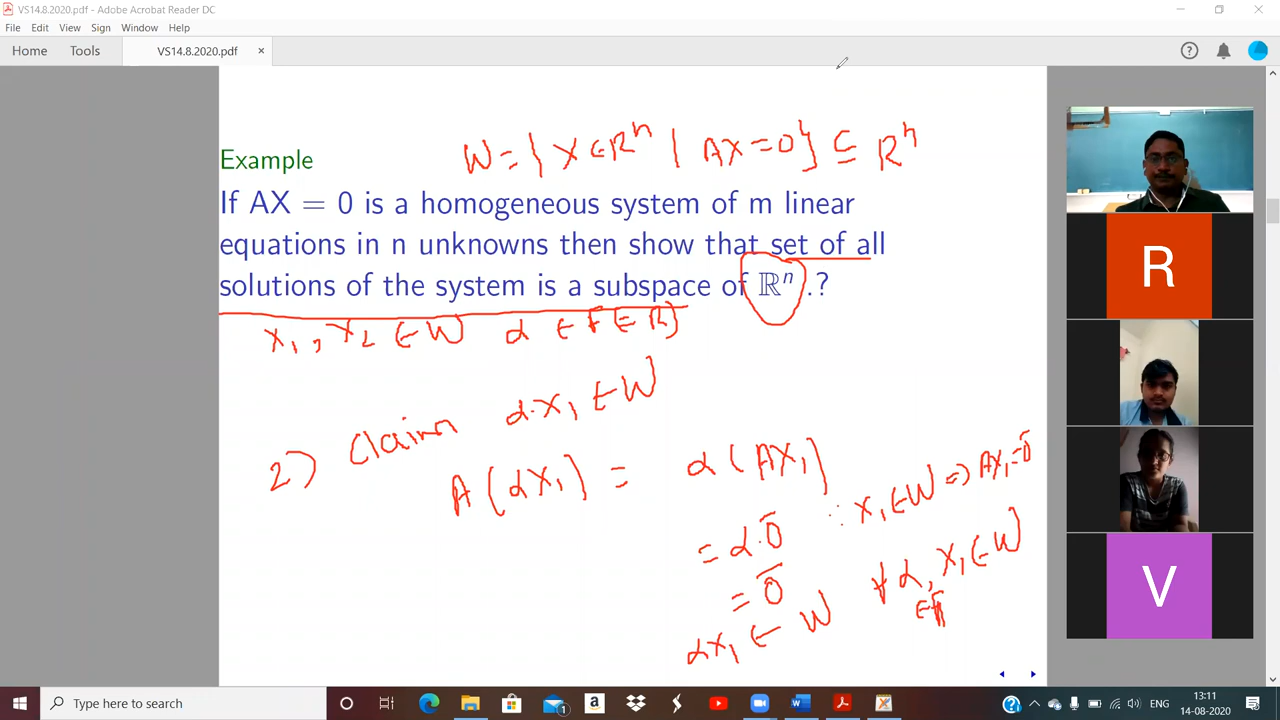 VS14.8.2020.pdf - Adobe Acrobat Reader DC
File Edit View Sign Window Help
Home Tools VS14.8.2020.pdf ×
W = { X ∈ R^n | AX = 0 } ⊆ R^n
Example
If AX = 0 is a homogeneous system of m linear
equations in n unknowns then show that set of all
solutions of the system is a subspace of ℝ^n .?
x₁, x₂ ∈ W α ∈ F
2) Claim α.x₁ ∈ W
A(αX₁) = α(AX₁)
= α.0̄ ∵ x₁ ∈ W ⇒ AX₁ = 0̄
= 0̄ ∀ α, X₁ ∈ W
αx₁ ∈ W
R
V
Type here to search
ENG
13:11
14-08-2020